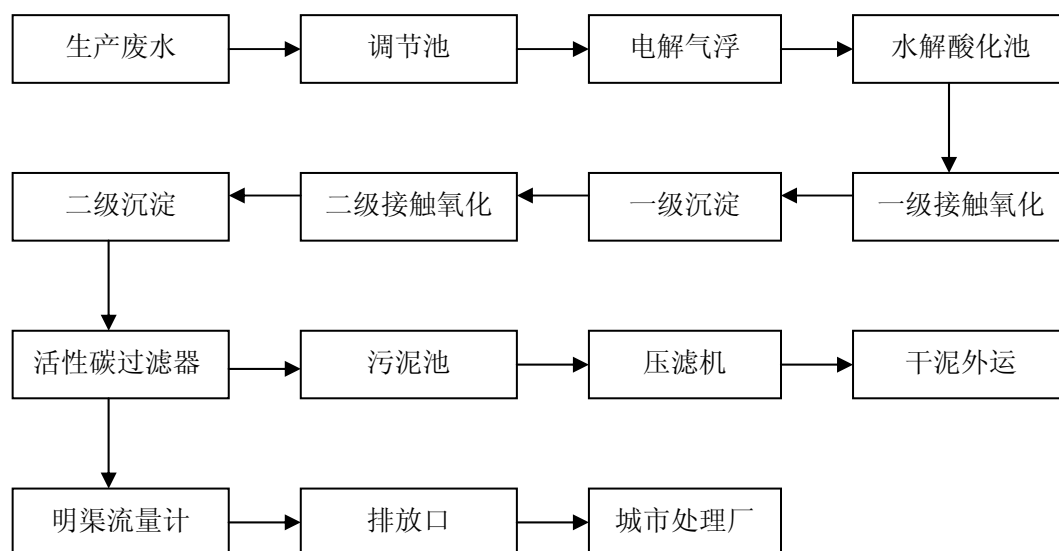 生产废水
调节池
电解气浮
水解酸化池
二级沉淀
二级接触氧化
一级沉淀
一级接触氧化
活性碳过滤器
污泥池
压滤机
干泥外运
明渠流量计
排放口
城市处理厂